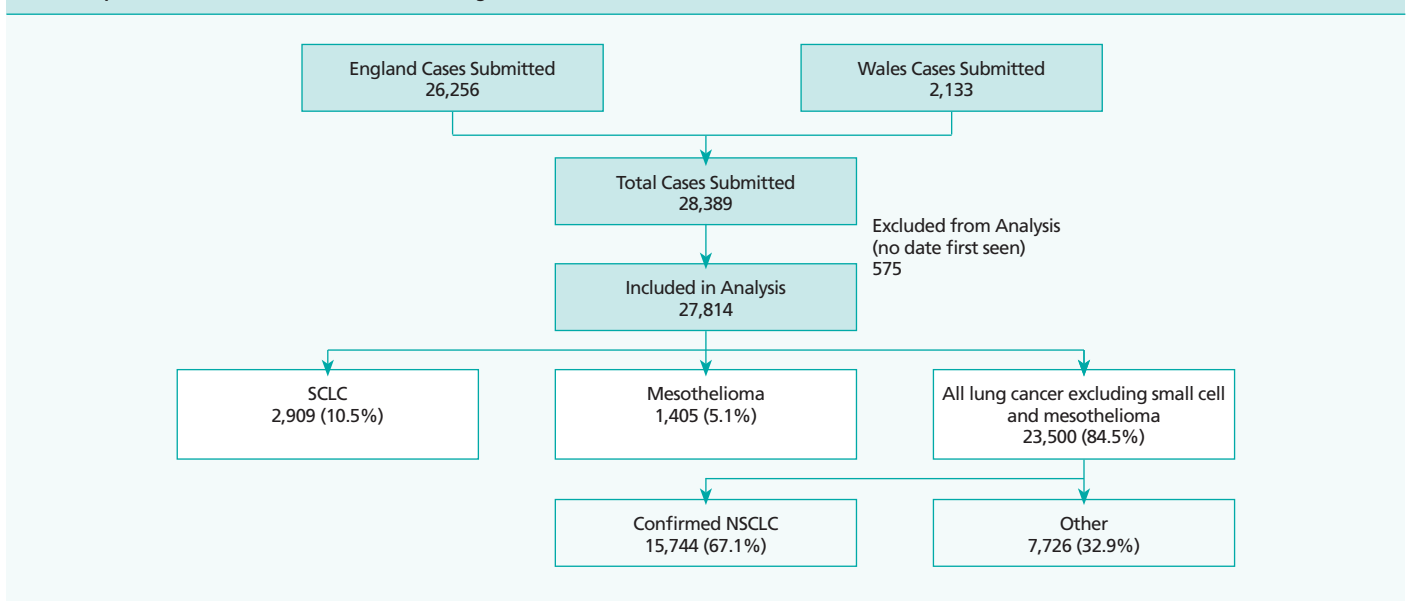 England Cases Submitted
26,256
Wales Cases Submitted
2,133
Total Cases Submitted
28,389
Excluded from Analysis
(no date first seen)
575
Included in Analysis
27,814
SCLC
2,909 (10.5%)
Mesothelioma
1,405 (5.1%)
All lung cancer excluding small cell
and mesothelioma
23,500 (84.5%)
Confirmed NSCLC
15,744 (67.1%)
Other
7,726 (32.9%)